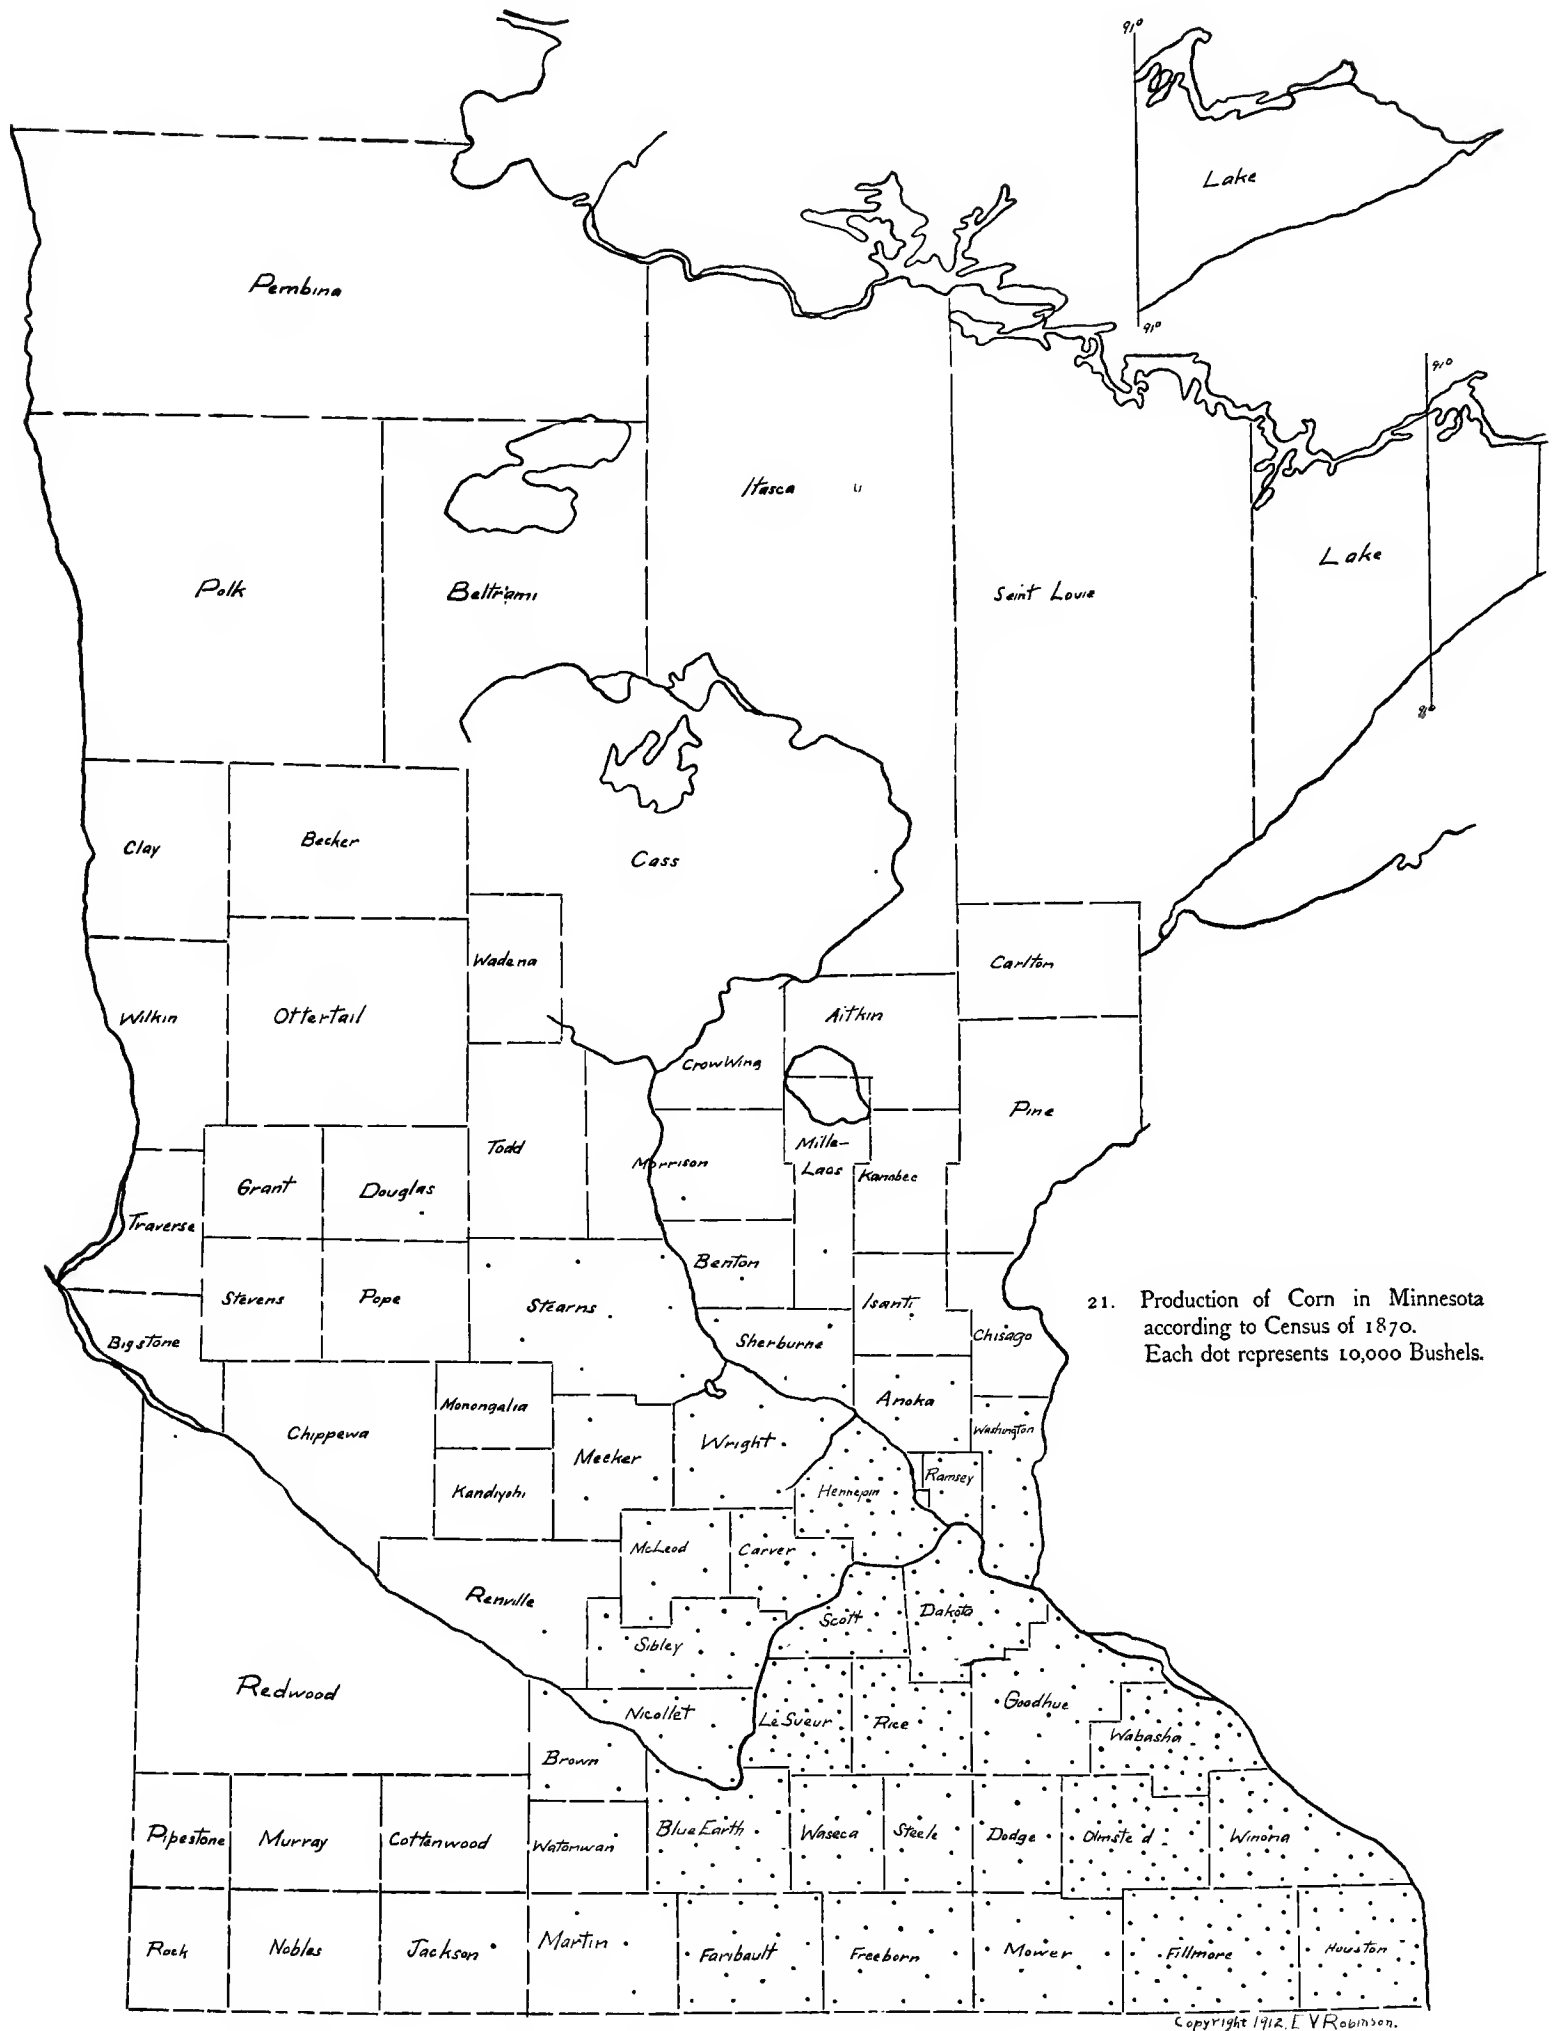 91°
Lake
91°
Pembina
91°
Itasca
Lake
Polk
Beltrami
Saint Louis
91°
Clay
Becker
Cass
Wadena
Carlton
Wilkin
Ottertail
Aitkin
Crow Wing
Pine
Todd
Mille-
Morrison
Lacs
Kanabec
Grant
Douglas
Traverse
Benton
Stevens
Pope
Stearns
Isanti
21. Production of Corn in Minnesota
according to Census of 1870.
Each dot represents 10,000 Bushels.
Bigstone
Sherburne
Chisago
Monongalia
Anoka
Chippewa
Washington
Wright
Meeker
Ramsey
Kandiyohi
Hennepin
McLeod
Carver
Renville
Scott
Dakota
Sibley
Redwood
Nicollet
Le Sueur
Rice
Goodhue
Wabasha
Brown
Pipestone
Murray
Cottonwood
Watonwan
Blue Earth
Waseca
Steele
Dodge
Olmsted
Winona
Rock
Nobles
Jackson
Martin
Faribault
Freeborn
Mower
Fillmore
Houston
Copyright 1912, E V Robinson.